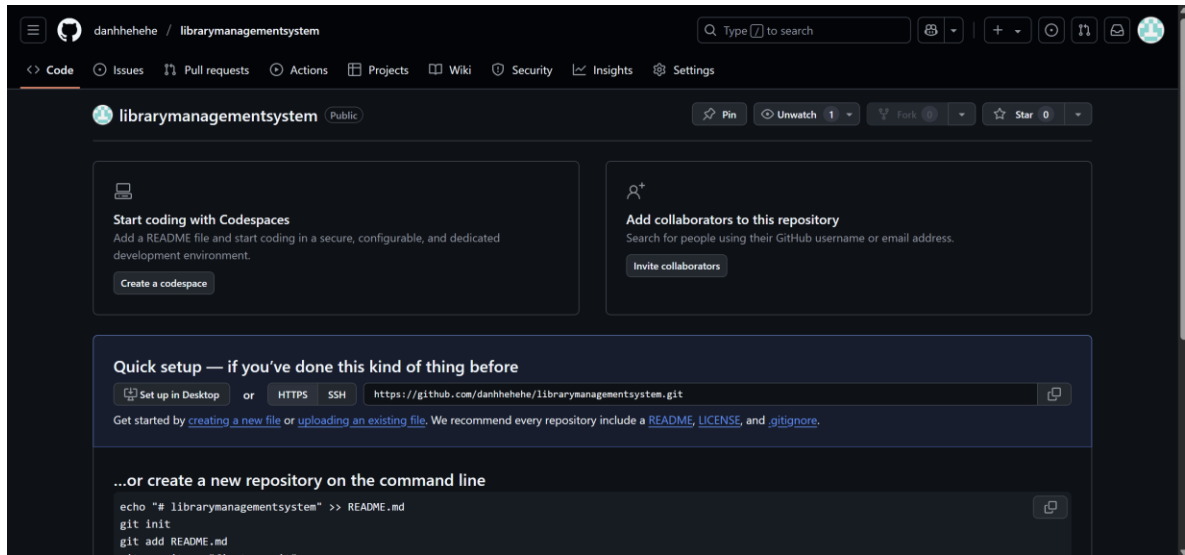 danhhehehe / librarymanagementsystem
Type / to search
Code Issues Pull requests Actions Projects Wiki Security Insights Settings
librarymanagementsystem Public
Pin Unwatch 1 Fork 0 Star 0
Start coding with Codespaces
Add a README file and start coding in a secure, configurable, and dedicated
development environment.
Create a codespace
Add collaborators to this repository
Search for people using their GitHub username or email address.
Invite collaborators
Quick setup — if you've done this kind of thing before
Set up in Desktop or HTTPS SSH https://github.com/danhhehehe/librarymanagementsystem.git
Get started by creating a new file or uploading an existing file. We recommend every repository include a README, LICENSE, and .gitignore.
...or create a new repository on the command line
echo "# librarymanagementsystem" >> README.md
git init
git add README.md